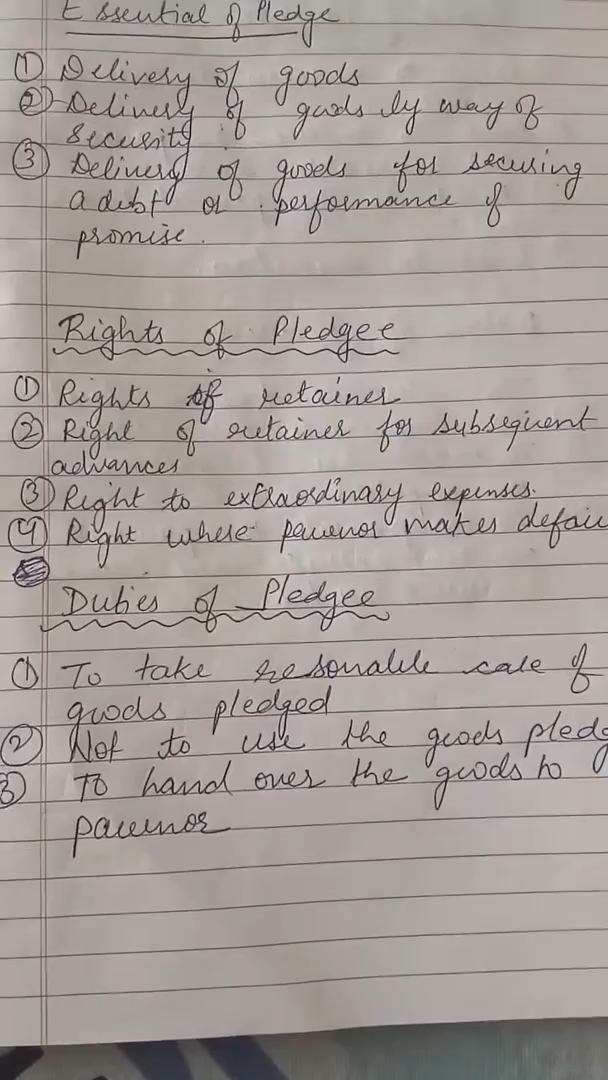 Essential of Pledge
① Delivery of goods
② Delivery of goods by way of
security
③ Delivery of goods for securing
a debt or performance of
promise.
Rights of Pledgee
① Rights of retainer
② Right of retainer for subsequent
advances
③ Right to extraordinary expenses.
④ Right where pawnor makes defau
Duties of Pledgee
① To take resonable care of
goods pledged
② Not to use the goods pledg
③ To hand over the goods to
pawnor